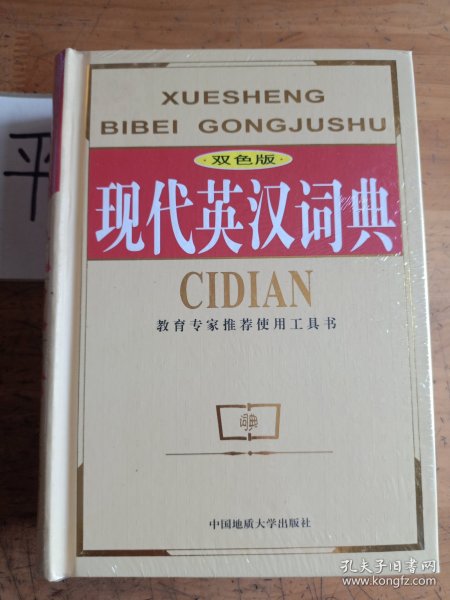 XUESHENG
BIBEI GONGJUSHU
·双色版·
现代英汉词典
CIDIAN
教育专家推荐使用工具书
词典
中国地质大学出版社
平
孔夫子旧书网
www.kongfz.com